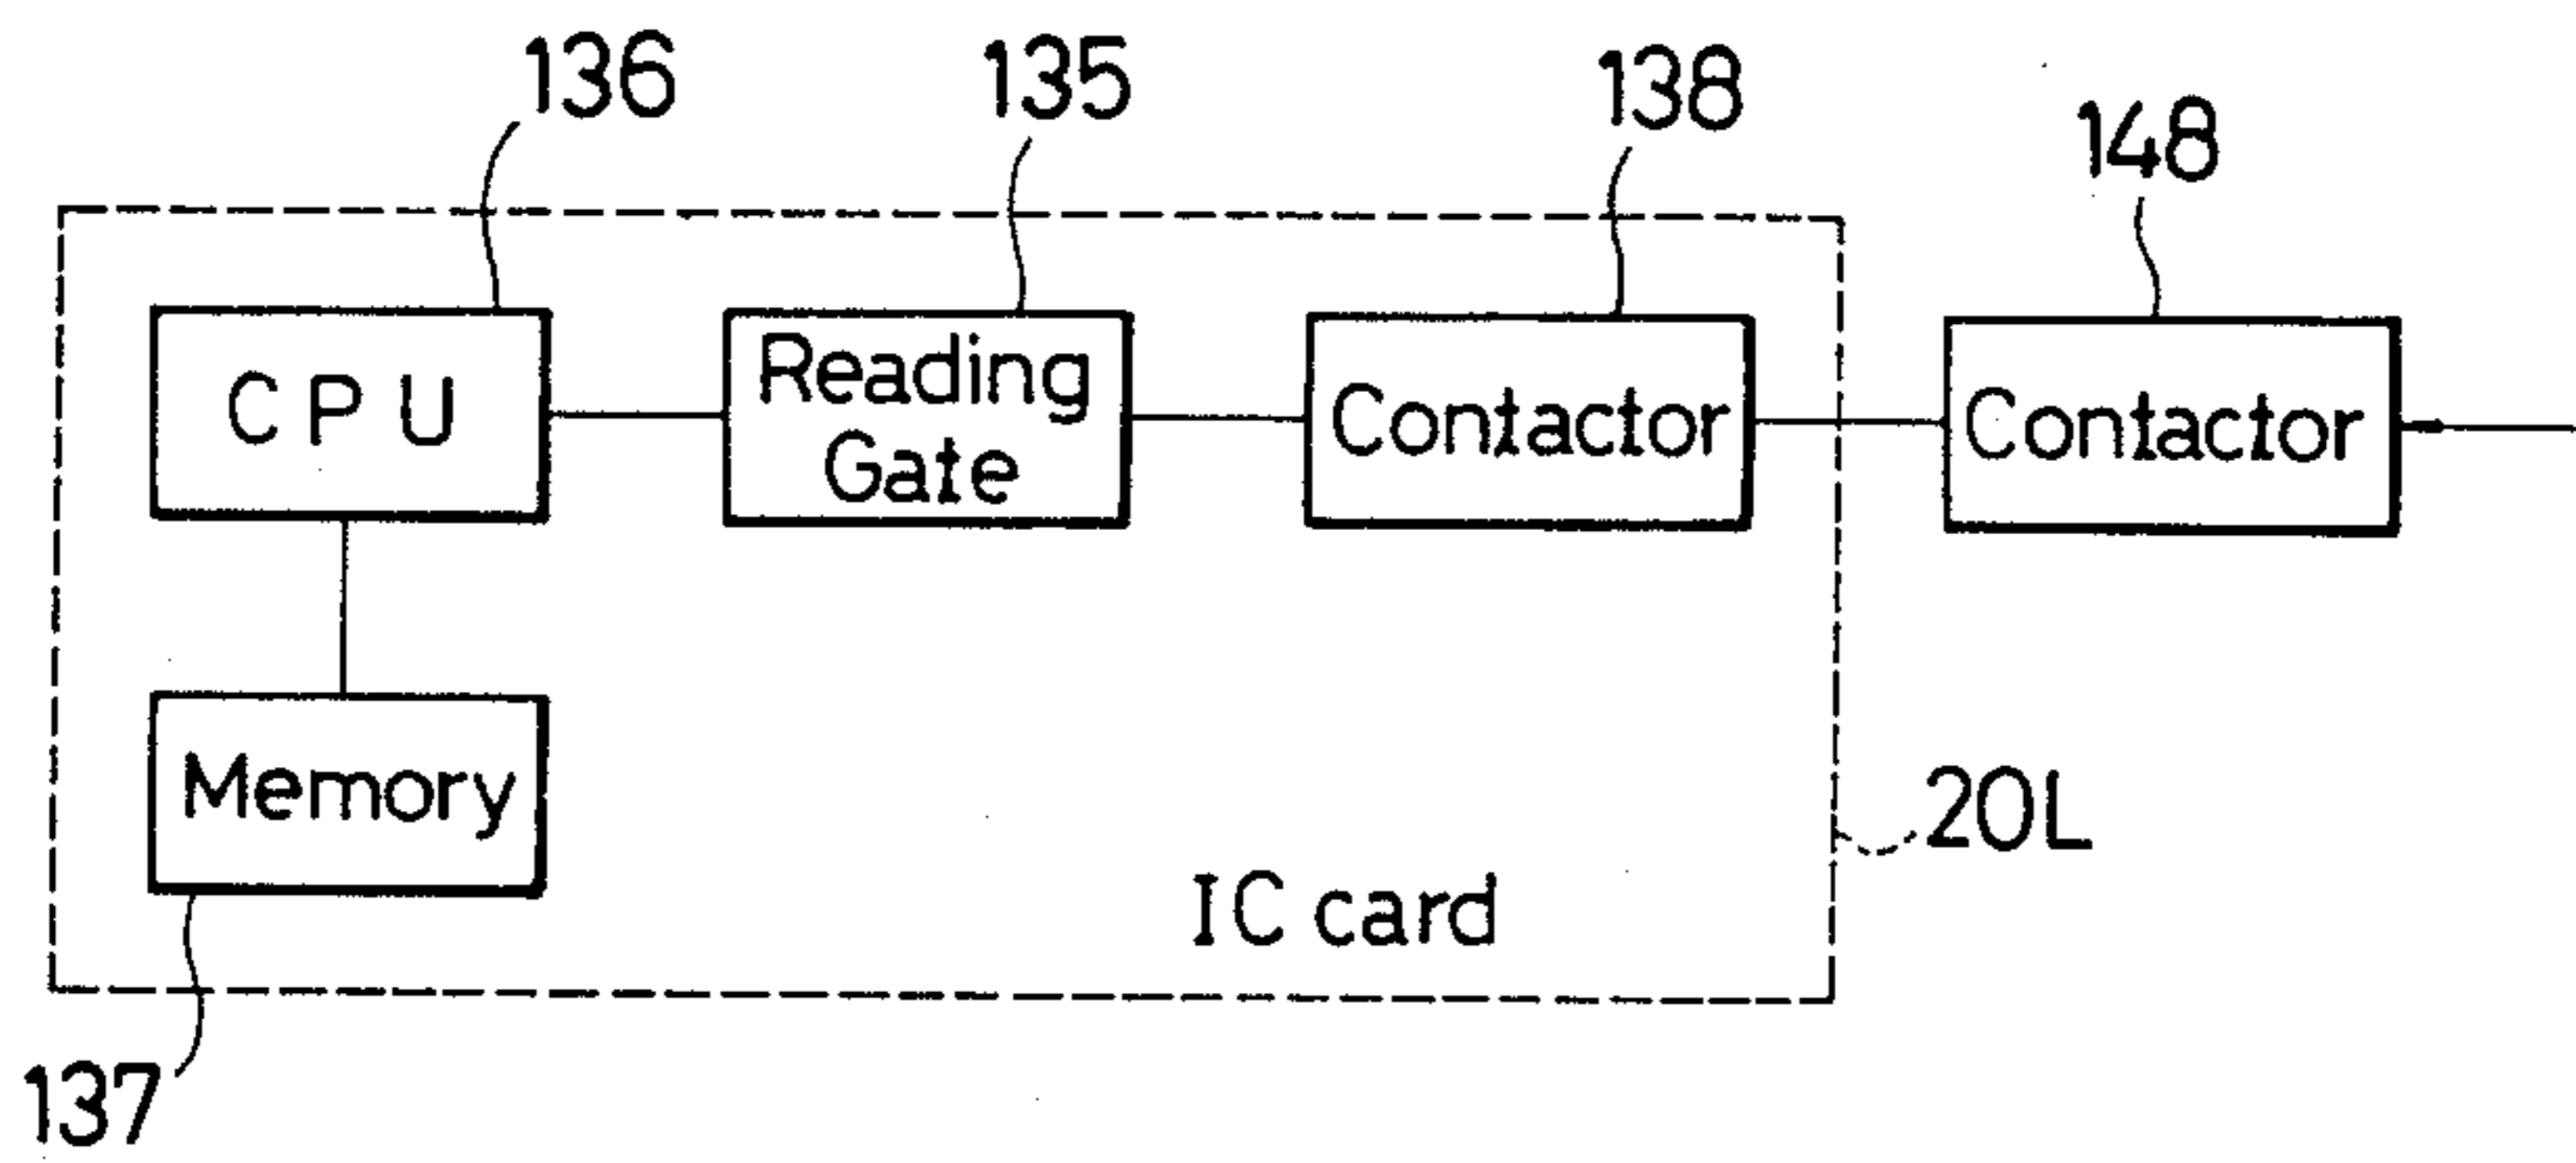 136
135
138
148
CPU
Reading
Gate
Contactor
Contactor
Memory
20L
IC card
137